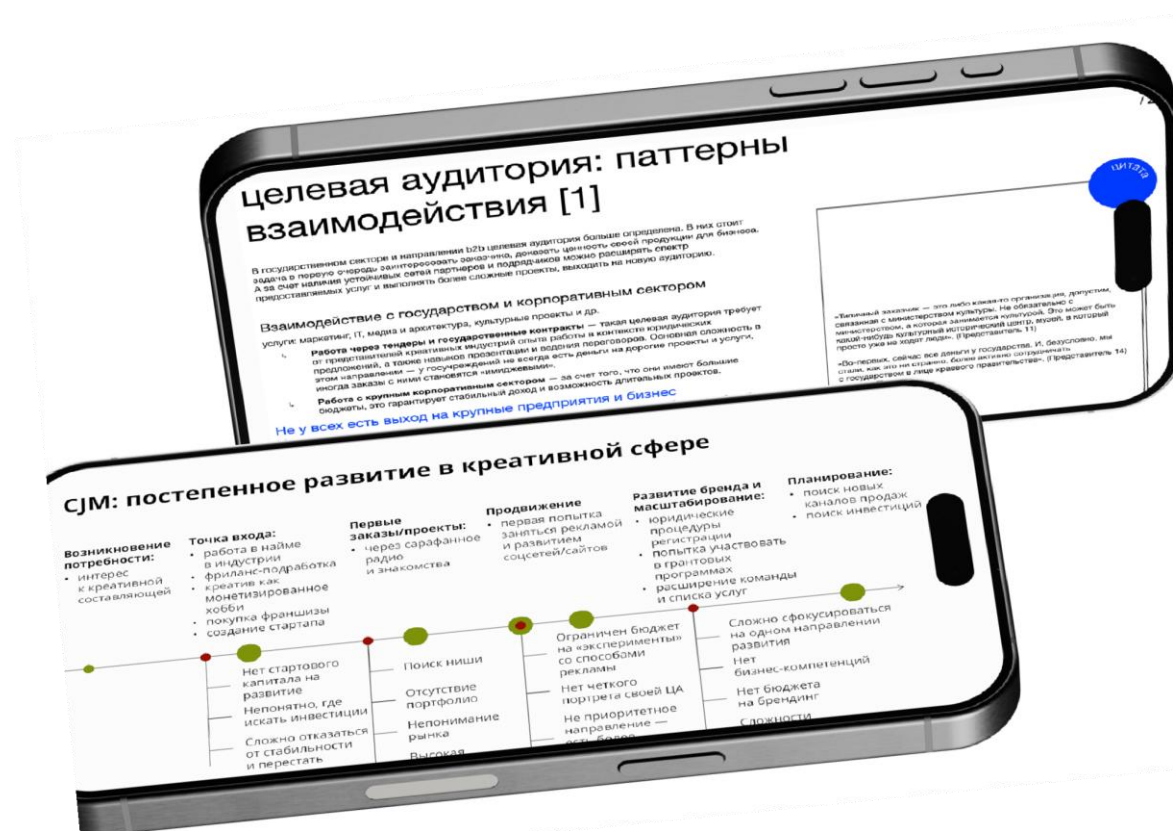 целевая аудитория: паттерны
взаимодействия [1]
цитата
В государственном секторе и направлении b2b целевая аудитория больше определена. В них стоит
задача в первую очередь заинтересовать заказчика, доказать ценность своей продукции для бизнеса.
А за счет наличия устойчивых сетей партнеров и подрядчиков можно расширять спектр
предоставляемых услуг и выполнять более сложные проекты, выходить на новую аудиторию.
Взаимодействие с государством и корпоративным сектором
услуги: маркетинг, IT, медиа и архитектура, культурные проекты и др.
Работа через тендеры и государственные контракты — такая целевая аудитория требует
от представителей креативных индустрий опыта работы в контексте юридических
предложений, а также навыков презентации и ведения переговоров. Основная сложность в
этом направлении — у госучреждений не всегда есть деньги на дорогие проекты и услуги,
иногда заказы с ними становятся «имиджевыми».
Работа с крупным корпоративным сектором — за счет того, что они имеют большие
бюджеты, это гарантирует стабильный доход и возможность длительных проектов.
Не у всех есть выход на крупные предприятия и бизнес
«Типичный заказчик — это либо какая-то организация, допустим,
связанная с министерством культуры. Не обязательно с
министерством, а которая занимается культурой. Это может быть
какой-нибудь культурный исторический центр, музей, в который
просто уже не ходят люди». (Представитель 11)
«Во-первых, сейчас все деньги у государства. И, безусловно, мы
стали, как это ни странно, более активно сотрудничать
с государством в лице краевого правительства». (Представитель 14)
CJM: постепенное развитие в креативной сфере
Возникновение
потребности:
• интерес
к креативной
составляющей
Точка входа:
• работа в найме
в индустрии
• фриланс-подработка
• креатив как
монетизированное
хобби
• покупка франшизы
• создание стартапа
Первые
заказы/проекты:
• через сарафанное
радио
и знакомства
Продвижение
• первая попытка
заняться рекламой
и развитием
соцсетей/сайтов
Развитие бренда и
масштабирование:
• юридические
процедуры
регистрации
• попытка участвовать
в грантовых
программах
• расширение команды
и списка услуг
Планирование:
• поиск новых
каналов продаж
• поиск инвестиций
Нет стартового
капитала на
развитие
Непонятно, где
искать инвестиции
Сложно отказаться
от стабильности
и перестать
Поиск ниши
Отсутствие
портфолио
Непонимание
рынка
Высокая
Ограничен бюджет
на «эксперименты»
со способами
рекламы
Нет четкого
портрета своей ЦА
Не приоритетное
направление —
есть более
Сложно сфокусироваться
на одном направлении
развития
Нет
бизнес-компетенций
Нет бюджета
на брендинг
Сложности